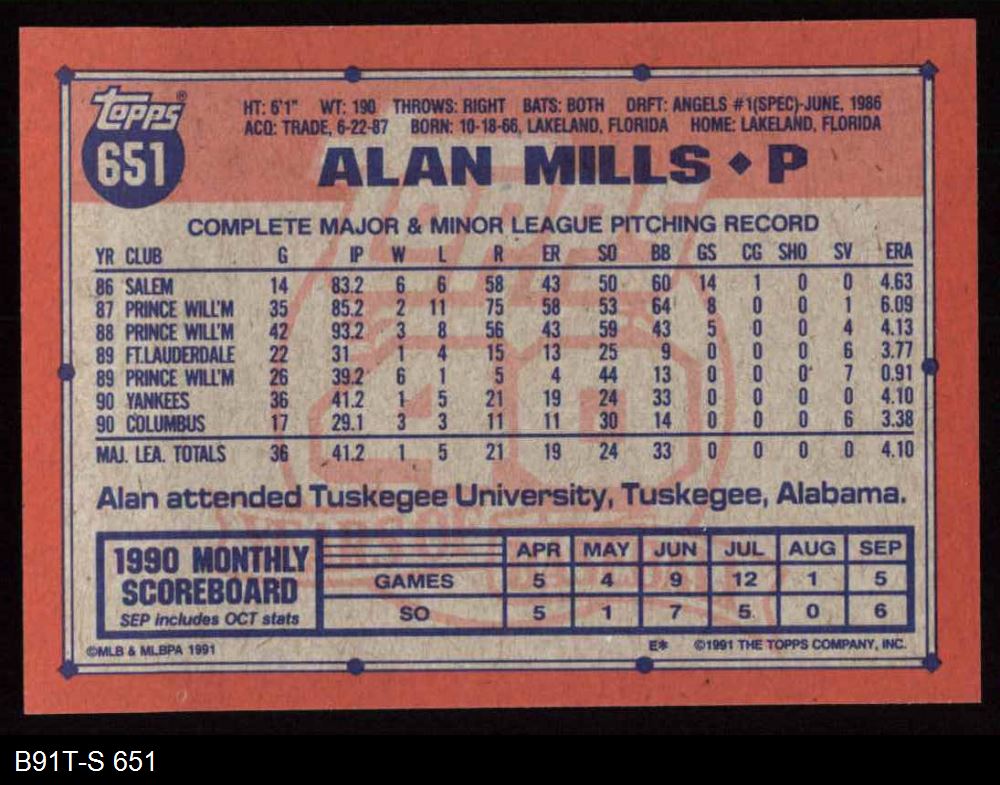 topps®
651
HT: 6'1" WT: 190 THROWS: RIGHT BATS: BOTH DRFT: ANGELS #1(SPEC)-JUNE, 1986
ACQ: TRADE, 6-22-87 BORN: 10-18-66, LAKELAND, FLORIDA HOME: LAKELAND, FLORIDA
ALAN MILLS ◆ P
COMPLETE MAJOR & MINOR LEAGUE PITCHING RECORD
YR CLUB G IP W L R ER SO BB GS CG SHO SV ERA
86 SALEM 14 83.2 6 6 58 43 50 60 14 1 0 0 4.63
87 PRINCE WILL'M 35 85.2 2 11 75 58 53 64 8 0 0 1 6.09
88 PRINCE WILL'M 42 93.2 3 8 56 43 59 43 5 0 0 4 4.13
89 FT.LAUDERDALE 22 31 1 4 15 13 25 9 0 0 0 6 3.77
89 PRINCE WILL'M 26 39.2 6 1 5 4 44 13 0 0 0 7 0.91
90 YANKEES 36 41.2 1 5 21 19 24 33 0 0 0 0 4.10
90 COLUMBUS 17 29.1 3 3 11 11 30 14 0 0 0 6 3.38
MAJ. LEA. TOTALS 36 41.2 1 5 21 19 24 33 0 0 0 0 4.10
Alan attended Tuskegee University, Tuskegee, Alabama.
1990 MONTHLY SCOREBOARD
SEP includes OCT stats
APR MAY JUN JUL AUG SEP
GAMES 5 4 9 12 1 5
SO 5 1 7 5 0 6
©MLB & MLBPA 1991 E* ©1991 THE TOPPS COMPANY, INC.
topps
40
YEARS OF
BASEBALL
B91T-S 651